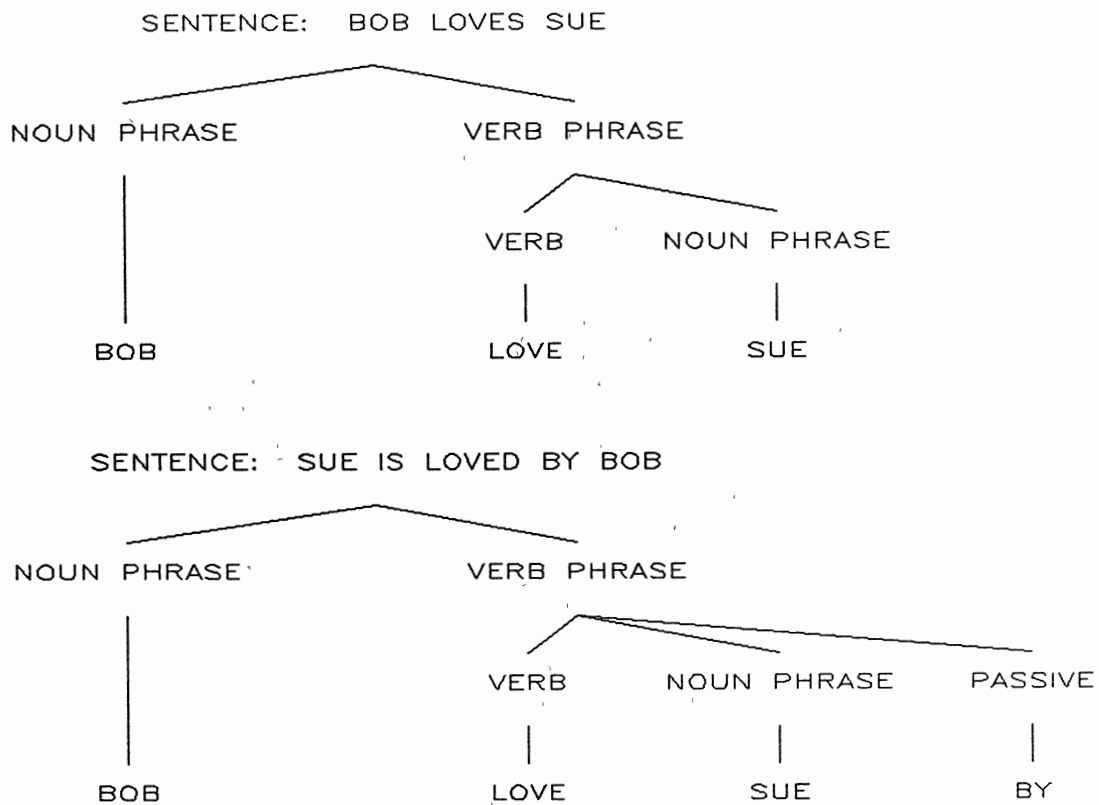 SENTENCE: BOB LOVES SUE
NOUN PHRASE VERB PHRASE
VERB NOUN PHRASE
BOB LOVE SUE
SENTENCE: SUE IS LOVED BY BOB
NOUN PHRASE VERB PHRASE
VERB NOUN PHRASE PASSIVE
BOB LOVE SUE BY